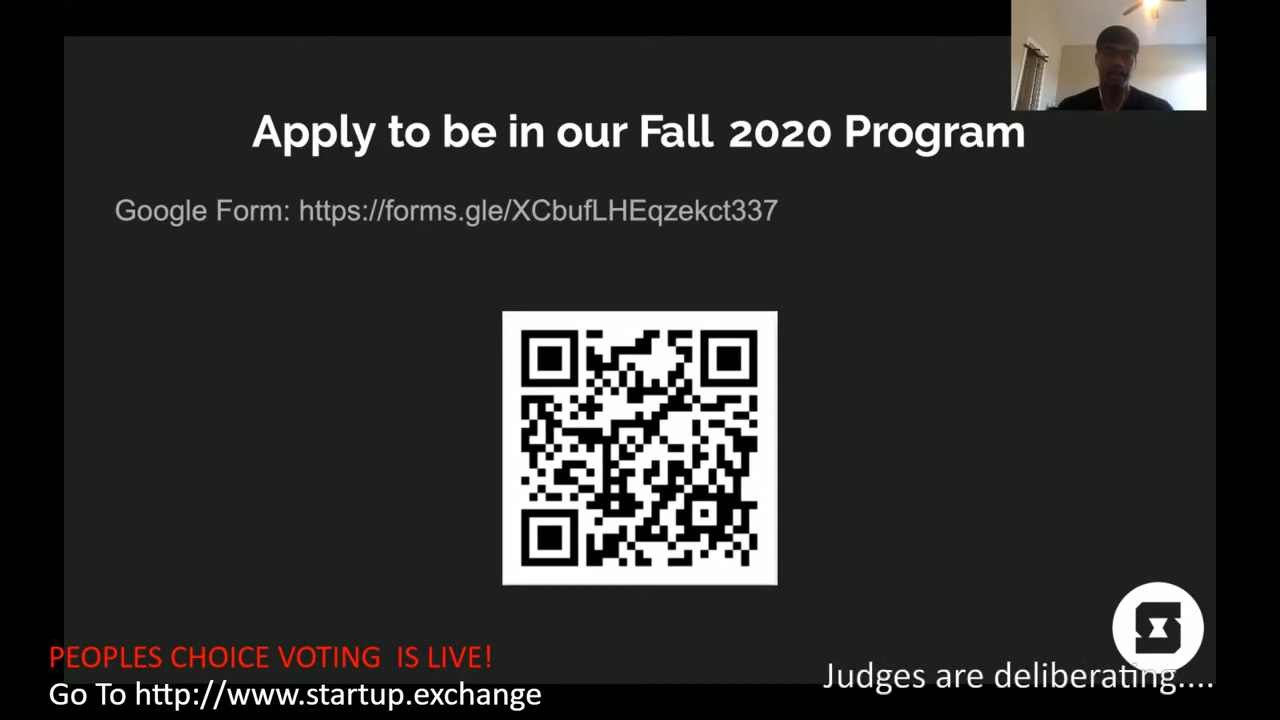 Apply to be in our Fall 2020 Program
Google Form: https://forms.gle/XCbufLHEqzekct337
PEOPLES CHOICE VOTING  IS LIVE!
Go To http://www.startup.exchange
Judges are deliberating....